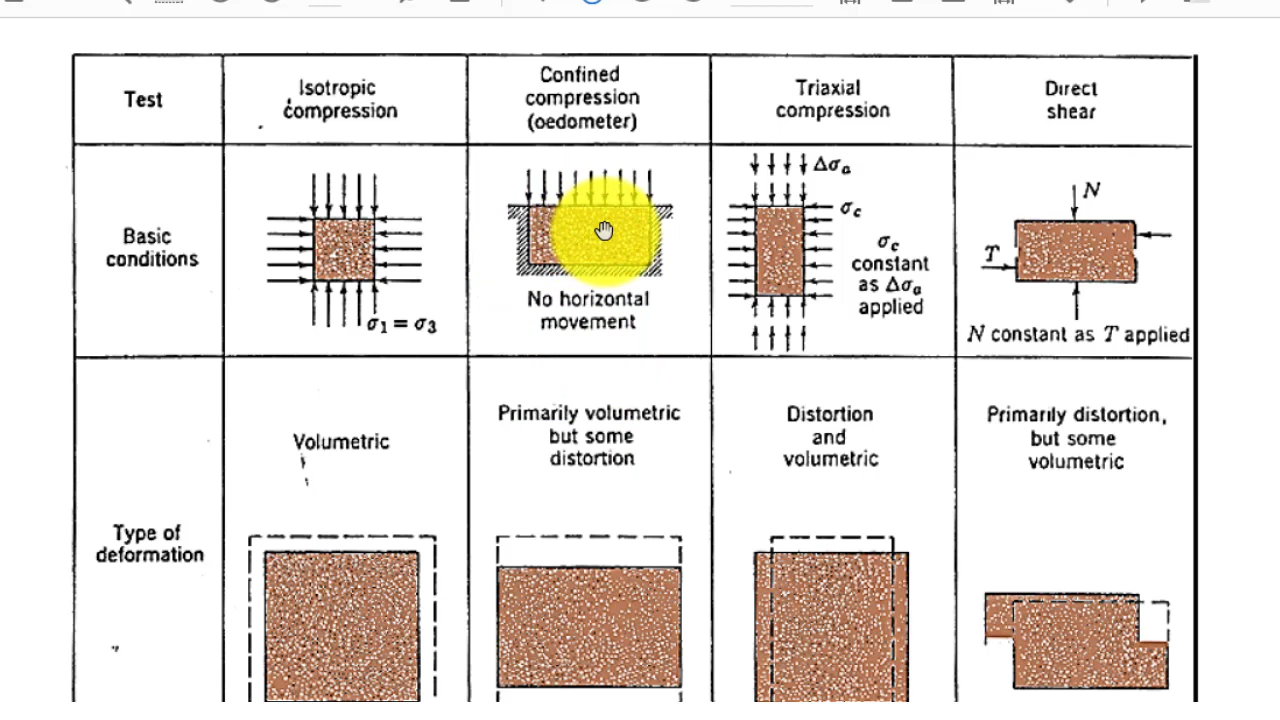 Test
Isotropic
compression
Confined
compression
(oedometer)
Triaxial
compression
Direct
shear
Basic
conditions
σ1 = σ3
No horizontal
movement
Δσa
σc
σc
constant
as Δσa
applied
N
T
N constant as T applied
Type of
deformation
Volumetric
Primarily volumetric
but some
distortion
Distortion
and
volumetric
Primarily distortion,
but some
volumetric